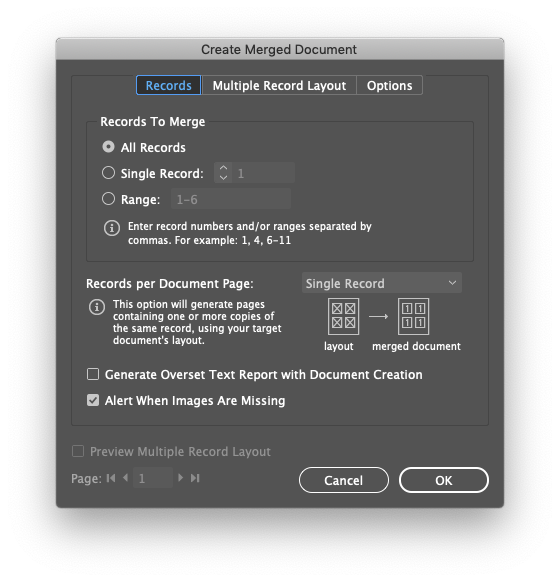 Create Merged Document
Records Multiple Record Layout Options
Records To Merge
All Records
Single Record: 1
Range: 1-6
Enter record numbers and/or ranges separated by
commas. For example: 1, 4, 6-11
Records per Document Page: Single Record
This option will generate pages
containing one or more copies of
the same record, using your target
document's layout.
1 1
1 1
layout merged document
Generate Overset Text Report with Document Creation
Alert When Images Are Missing
Preview Multiple Record Layout
Page: 1
Cancel OK